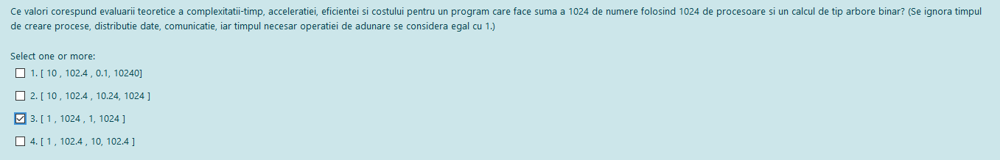 Ce valori corespund evaluarii teoretice a complexitatii-timp, acceleratiei, eficientei si costului pentru un program care face suma a 1024 de numere folosind 1024 de procesoare si un calcul de tip arbore binar? (Se ignora timpul
de creare procese, distributie date, comunicatie, iar timpul necesar operatiei de adunare se considera egal cu 1.)
Select one or more:
1. [ 10 , 102.4 , 0.1, 10240]
2. [ 10 , 102.4 , 10.24, 1024 ]
3. [ 1 , 1024 , 1, 1024 ]
4. [ 1 , 102.4 , 10, 102.4 ]